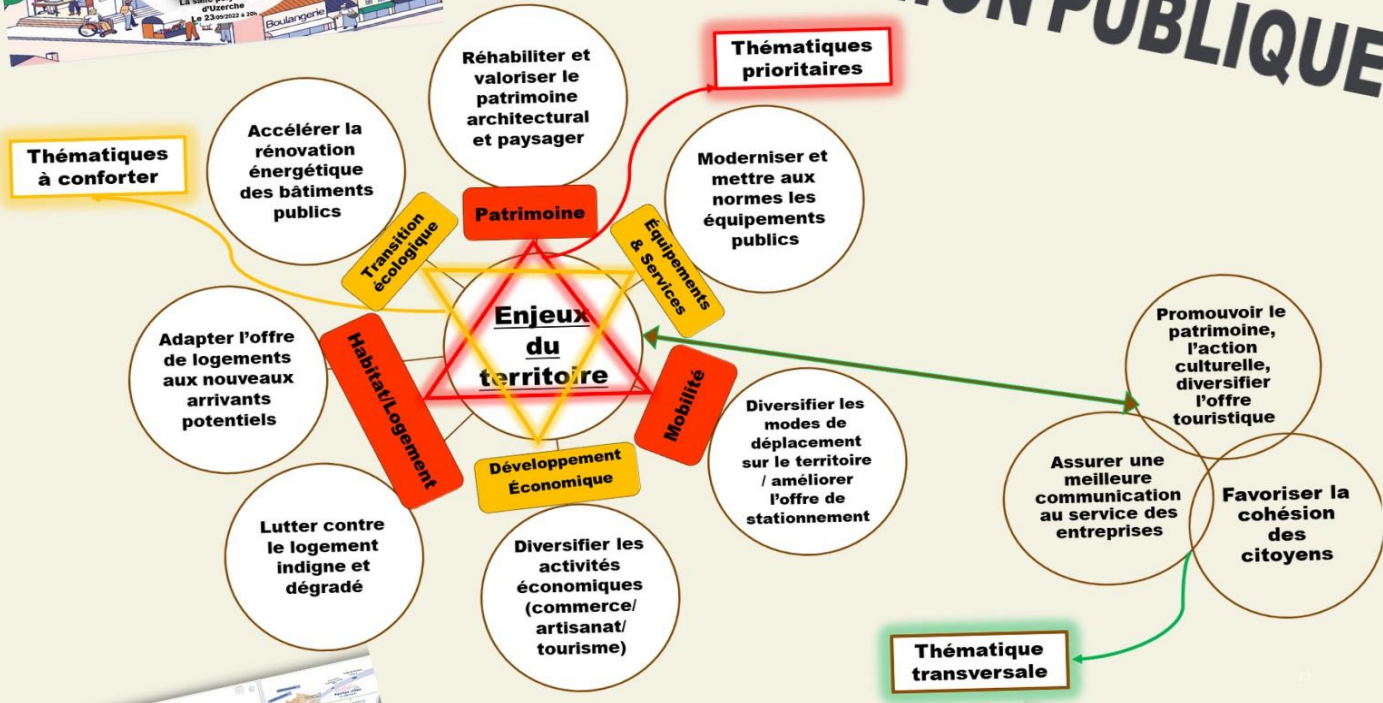 La salle
d'Uzerche
Le 23/05/2022 à 20h
Boulangerie
PUBLIQUE
Thématiques
prioritaires
Réhabiliter et
valoriser le
patrimoine
architectural
et paysager
Accélérer la
rénovation
énergétique
des bâtiments
publics
Thématiques
à conforter
Moderniser et
mettre aux
normes les
équipements
publics
Patrimoine
Transition
écologique
Équipements
& Services
Enjeux
du
territoire
Adapter l'offre
de logements
aux nouveaux
arrivants
potentiels
Habitat/Logement
Mobilité
Diversifier les
modes de
déplacement
sur le territoire
/ améliorer
l'offre de
stationnement
Développement
Économique
Lutter contre
le logement
indigne et
dégradé
Diversifier les
activités
économiques
(commerce/
artisanat/
tourisme)
Promouvoir le
patrimoine,
l'action
culturelle,
diversifier
l'offre
touristique
Assurer une
meilleure
communication
au service des
entreprises
Favoriser la
cohésion
des
citoyens
Thématique
transversale